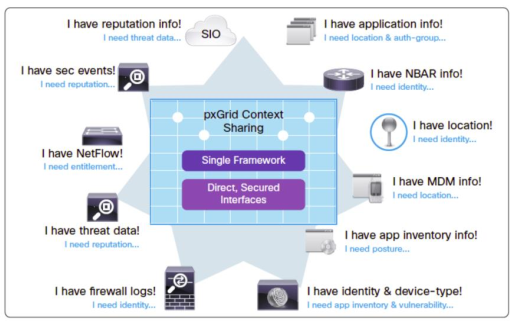 I have reputation info!
I need threat data...
SIO
I have application info!
I need location & auth-group...
I have sec events!
I need reputation...
I have NBAR info!
I need identity...
pxGrid Context
Sharing
Single Framework
Direct, Secured
Interfaces
I have location!
I need identity...
I have NetFlow!
I need entitlement...
I have MDM info!
I need location...
I have threat data!
I need reputation...
I have app inventory info!
I need posture...
I have firewall logs!
I need identity...
I have identity & device-type!
I need app inventory & vulnerability...